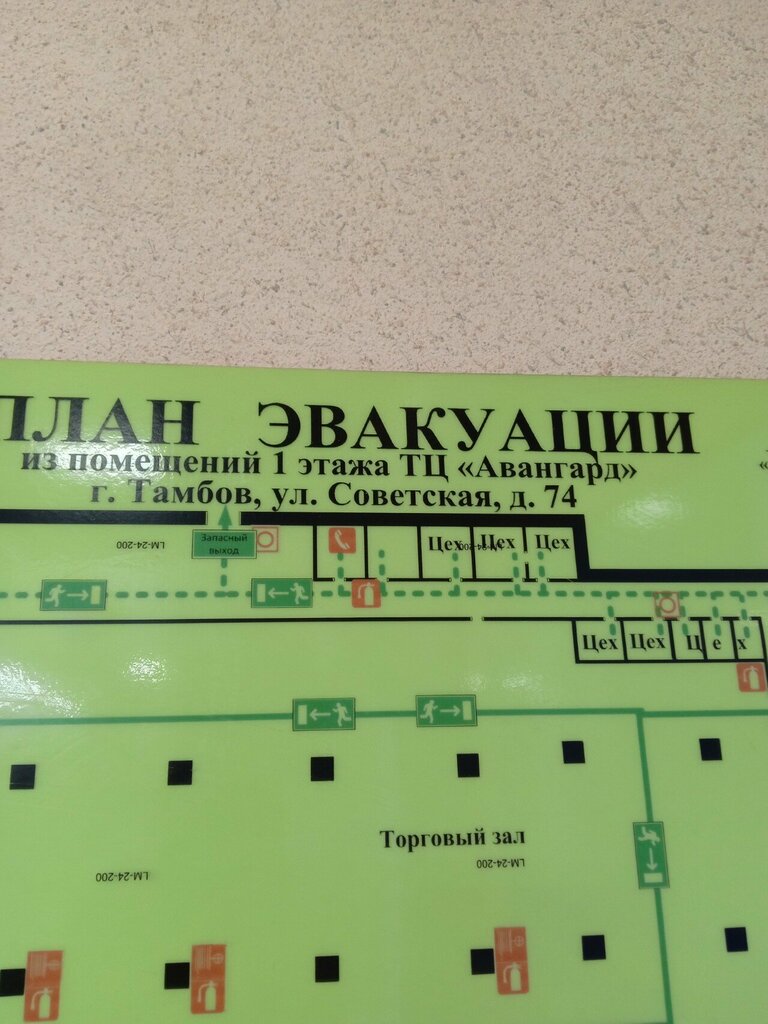 ПЛАН ЭВАКУАЦИИ
из помещений 1 этажа ТЦ «Авангард»
г. Тамбов, ул. Советская, д. 74
«
LM-24-200
Запасный
выход
Цех Цех Цех
Цех Цех Ц е х
Торговый зал
LM-24-200
LM-24-200